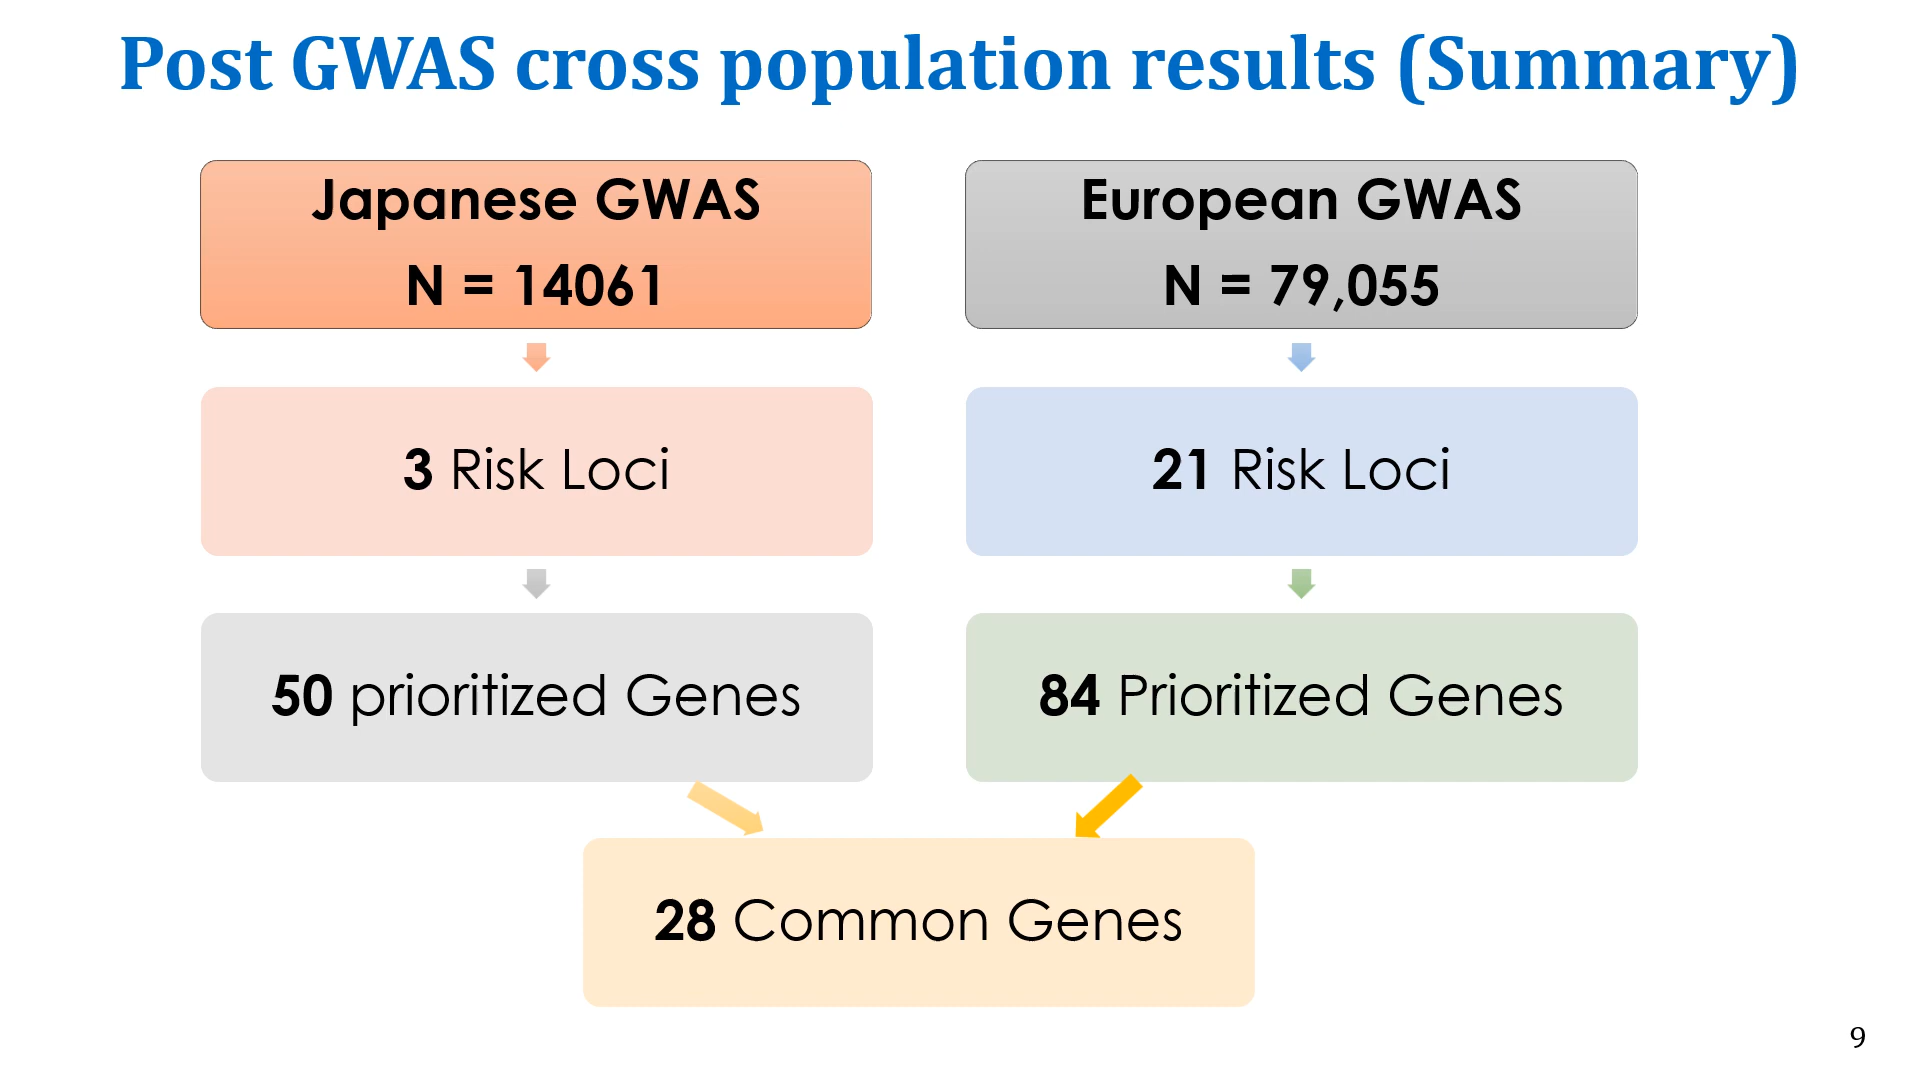 Post GWAS cross population results (Summary)
Japanese GWAS
N = 14061
European GWAS
N = 79,055
3 Risk Loci
21 Risk Loci
50 prioritized Genes
84 Prioritized Genes
28 Common Genes
9